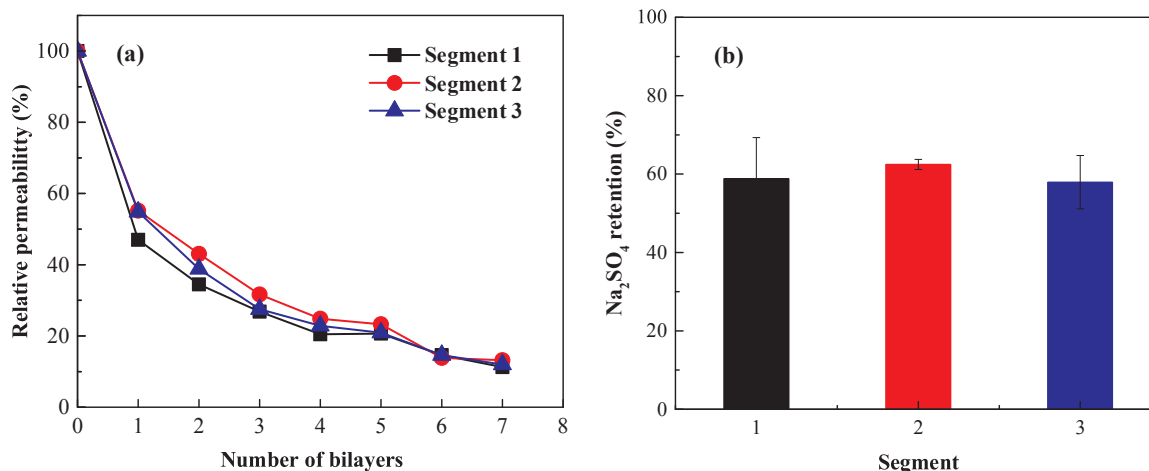 (a)
Segment 1
Segment 2
Segment 3
Relative permeabilitty (%)
100
80
60
40
20
0
0 1 2 3 4 5 6 7 8
Number of bilayers
(b)
Na₂SO₄ retention (%)
100
80
60
40
20
0
1 2 3
Segment